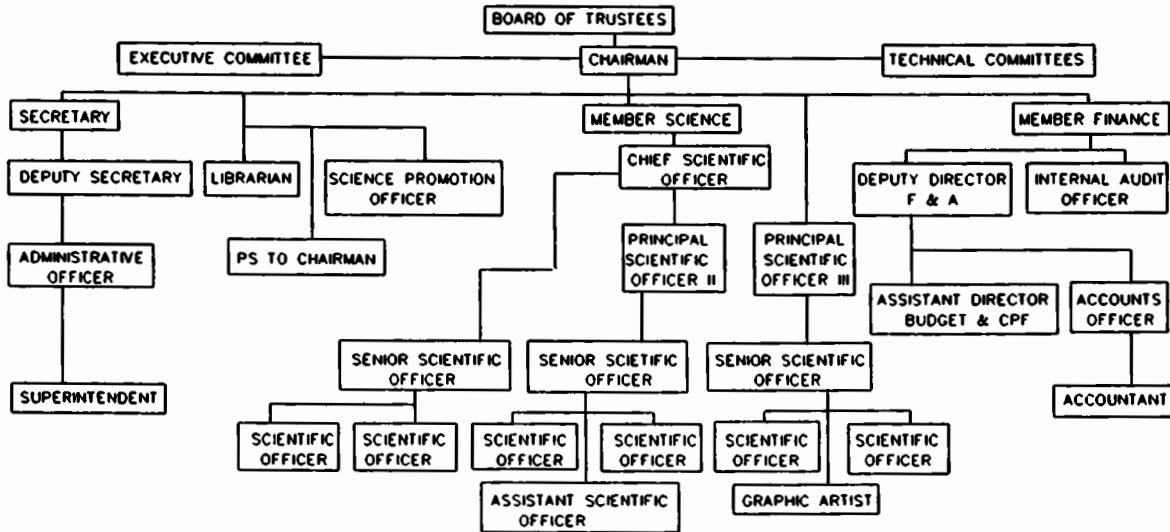 BOARD OF TRUSTEES
EXECUTIVE COMMITTEE
CHAIRMAN
TECHNICAL COMMITTEES
SECRETARY
MEMBER SCIENCE
MEMBER FINANCE
DEPUTY SECRETARY
LIBRARIAN
SCIENCE PROMOTION
OFFICER
CHIEF SCIENTIFIC
OFFICER
DEPUTY DIRECTOR
F & A
INTERNAL AUDIT
OFFICER
ADMINISTRATIVE
OFFICER
PS TO CHAIRMAN
PRINCIPAL
SCIENTIFIC
OFFICER II
PRINCIPAL
SCIENTIFIC
OFFICER III
ASSISTANT DIRECTOR
BUDGET & CPF
ACCOUNTS
OFFICER
SENIOR SCIENTIFIC
OFFICER
SENIOR SCIETIFIC
OFFICER
SENIOR SCIENTIFIC
OFFICER
SUPERINTENDENT
ACCOUNTANT
SCIENTIFIC
OFFICER
SCIENTIFIC
OFFICER
SCIENTIFIC
OFFICER
SCIENTIFIC
OFFICER
SCIENTIFIC
OFFICER
SCIENTIFIC
OFFICER
ASSISTANT SCIENTIFIC
OFFICER
GRAPHIC ARTIST